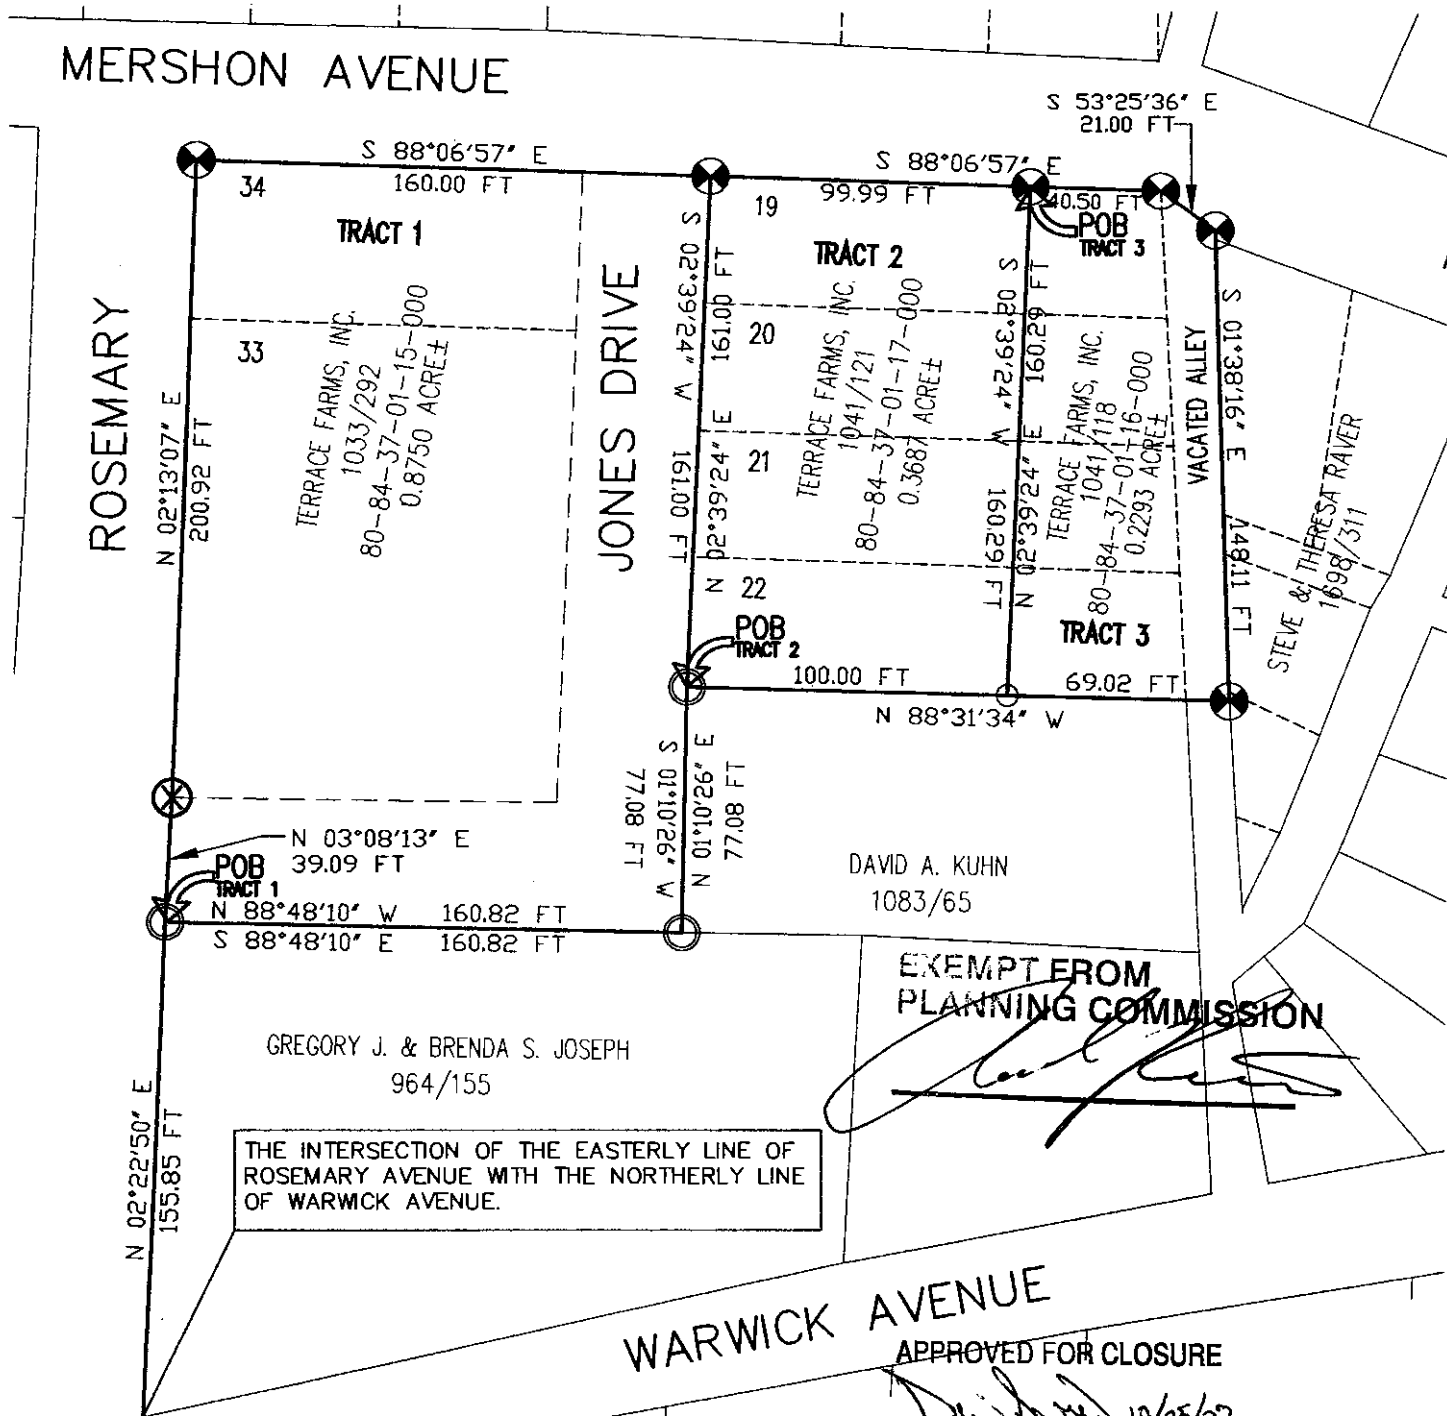 MERSHON AVENUE
S 53°25'36" E
21.00 FT
S 88°06'57" E
160.00 FT
S 88°06'57" E
99.99 FT
40.50 FT
34
TRACT 1
33
19
TRACT 2
20
21
22
POB
TRACT 3
ROSEMARY
N 02°13'07" E
200.92 FT
TERRACE FARMS, INC.
1033/292
80-84-37-01-15-000
0.8750 ACRE±
JONES DRIVE
S 02°39'24" W
161.00 FT
N 02°39'24" E
161.00 FT
TERRACE FARMS, INC.
1041/121
80-84-37-01-17-000
0.3687 ACRE±
S 02°39'24" W
160.29 FT
N 02°39'24" E
160.29 FT
TERRACE FARMS, INC.
1041/118
80-84-37-01-16-000
0.2293 ACRE±
VACATED ALLEY
S 01°38'16" E
148.11 FT
STEVE & THERESA RAVER
1698/311
TRACT 3
POB
TRACT 2
100.00 FT
69.02 FT
N 88°31'34" W
S 01°10'26" W
77.08 FT
N 01°10'26" E
77.08 FT
N 03°08'13" E
39.09 FT
POB
TRACT 1
N 88°48'10" W 160.82 FT
S 88°48'10" E 160.82 FT
DAVID A. KUHN
1083/65
EXEMPT FROM
PLANNING COMMISSION
GREGORY J. & BRENDA S. JOSEPH
964/155
N 02°22'50" E
155.85 FT
THE INTERSECTION OF THE EASTERLY LINE OF
ROSEMARY AVENUE WITH THE NORTHERLY LINE
OF WARWICK AVENUE.
WARWICK AVENUE
APPROVED FOR CLOSURE